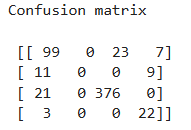 Confusion matrix
[[ 99 0 23 7]
[ 11 0 0 9]
[ 21 0 376 0]
[ 3 0 0 22]]